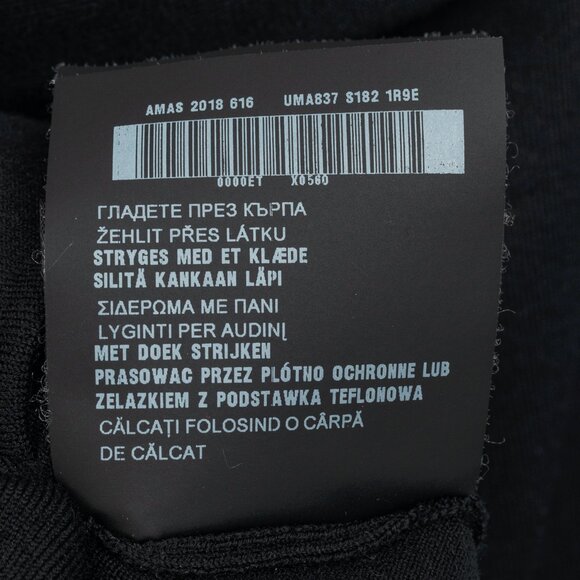 AMAS 2018 616 UMA837 S182 1R9E
0000ET X0560
ГЛАДЕТЕ ПРЕЗ КЪРПА
ŽEHLIT PŘES LÁTKU
STRYGES MED ET KLÆDE
SILITÄ KANKAAN LÄPI
ΣΙΔΕΡΩΜΑ ΜΕ ΠΑΝΙ
LYGINTI PER AUDINĮ
MET DOEK STRIJKEN
PRASOWAC PRZEZ PLÓTNO OCHRONNE LUB
ZELAZKIEM Z PODSTAWKA TEFLONOWA
CĂLCAȚI FOLOSIND O CÂRPĂ
DE CĂLCAT